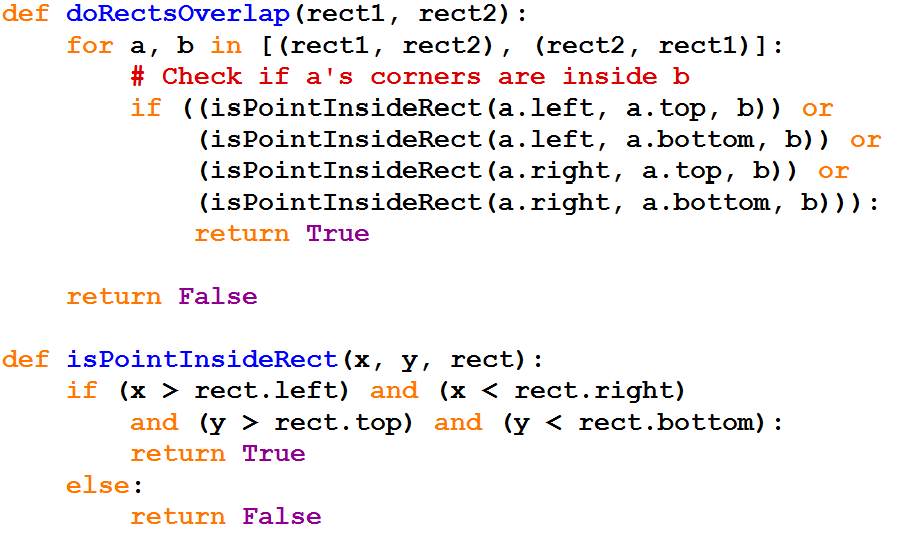 def doRectsOverlap(rect1, rect2):
    for a, b in [(rect1, rect2), (rect2, rect1)]:
        # Check if a's corners are inside b
        if ((isPointInsideRect(a.left, a.top, b)) or
            (isPointInsideRect(a.left, a.bottom, b)) or
            (isPointInsideRect(a.right, a.top, b)) or
            (isPointInsideRect(a.right, a.bottom, b))):
            return True

    return False

def isPointInsideRect(x, y, rect):
    if (x > rect.left) and (x < rect.right)
        and (y > rect.top) and (y < rect.bottom):
        return True
    else:
        return False